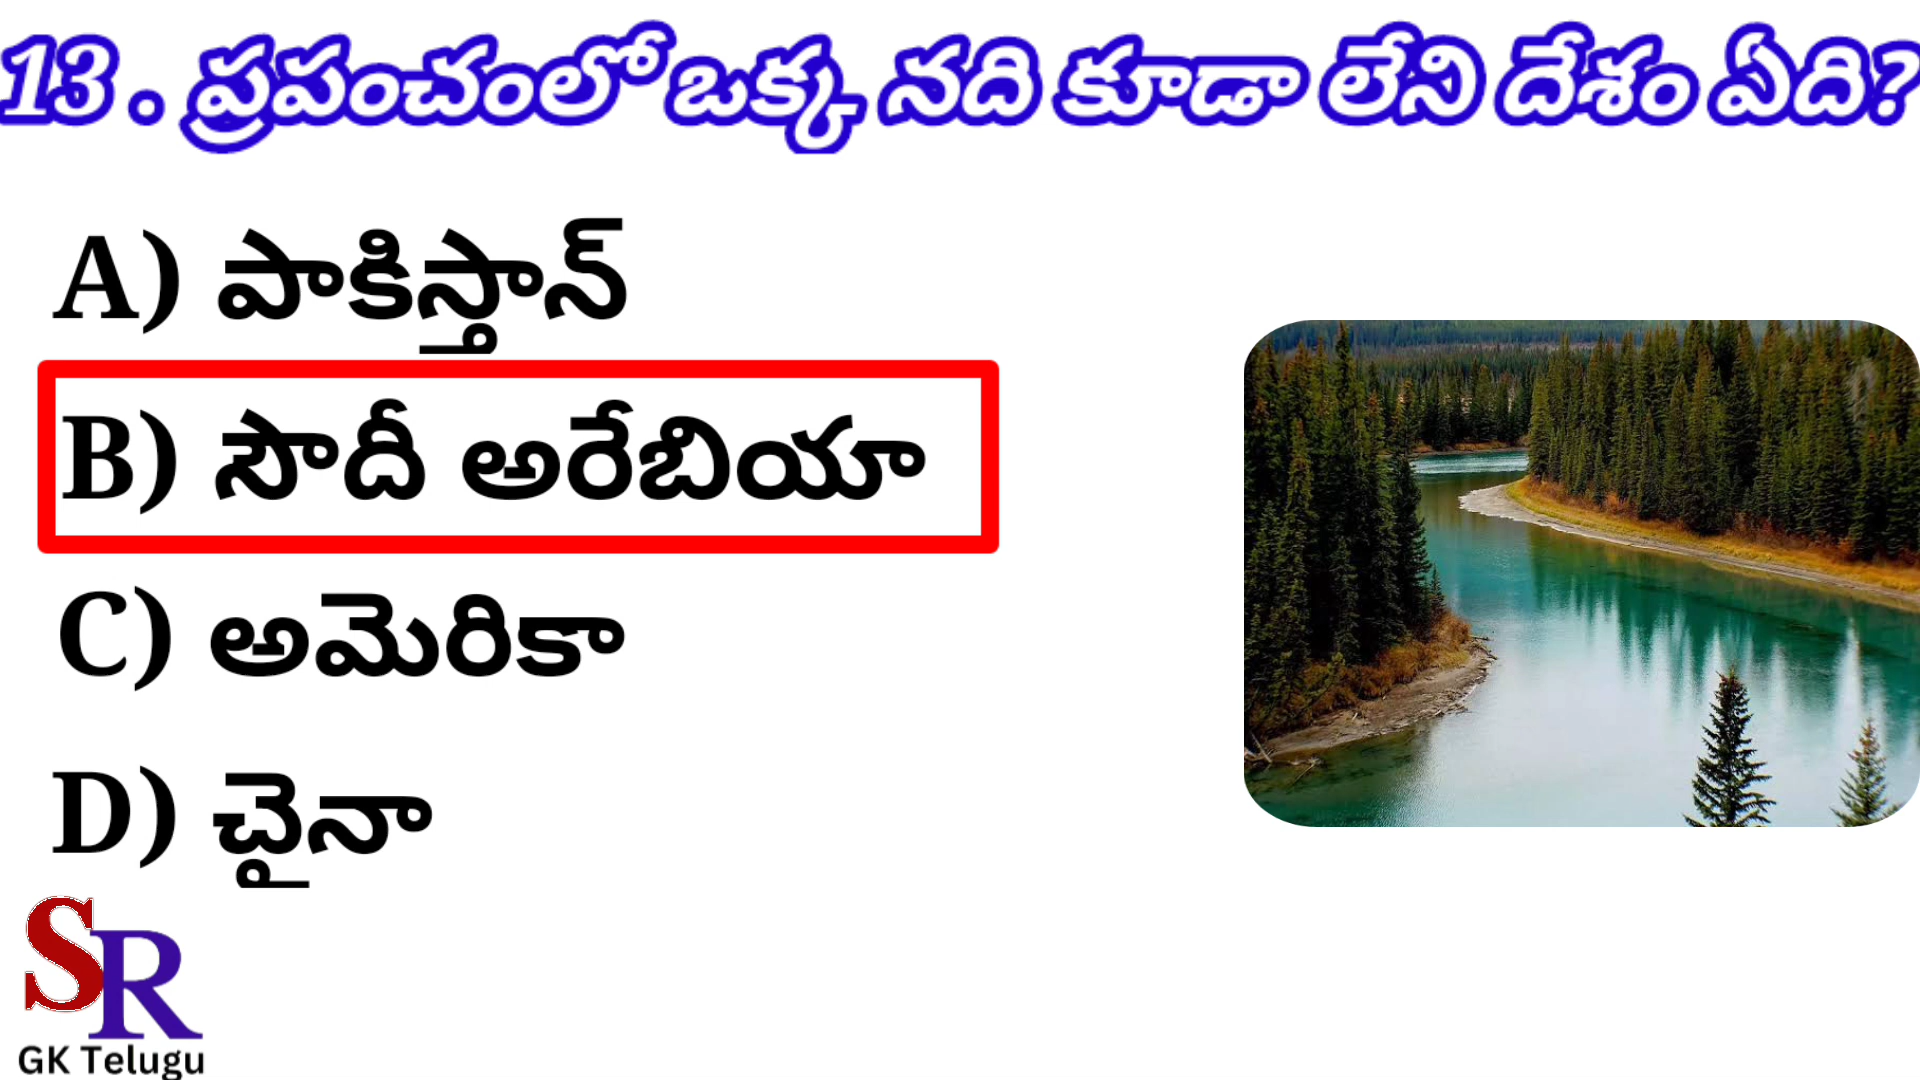 13 . ప్రపంచంలో ఒక్క నది కూడా లేని దేశం ఏది?
A) పాకిస్తాన్
B) సౌదీ అరేబియా
C) అమెరికా
D) చైనా
SR
GK Telugu